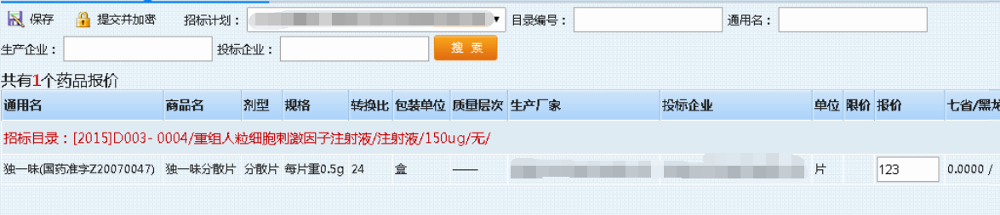 保存 提交并加密 招标计划： 目录编号： 通用名：
生产企业： 投标企业： 搜 索
共有1个药品报价
通用名 商品名 剂型 规格 转换比 包装单位 质量层次 生产厂家 投标企业 单位 限价 报价 七省/黑龙
招标目录：[2015]D003- 0004/重组人粒细胞刺激因子注射液/注射液/150ug/无/
独一味(国药准字Z20070047) 独一味分散片 分散片 每片重0.5g 24 盒 —— 片 123 0.0000 /